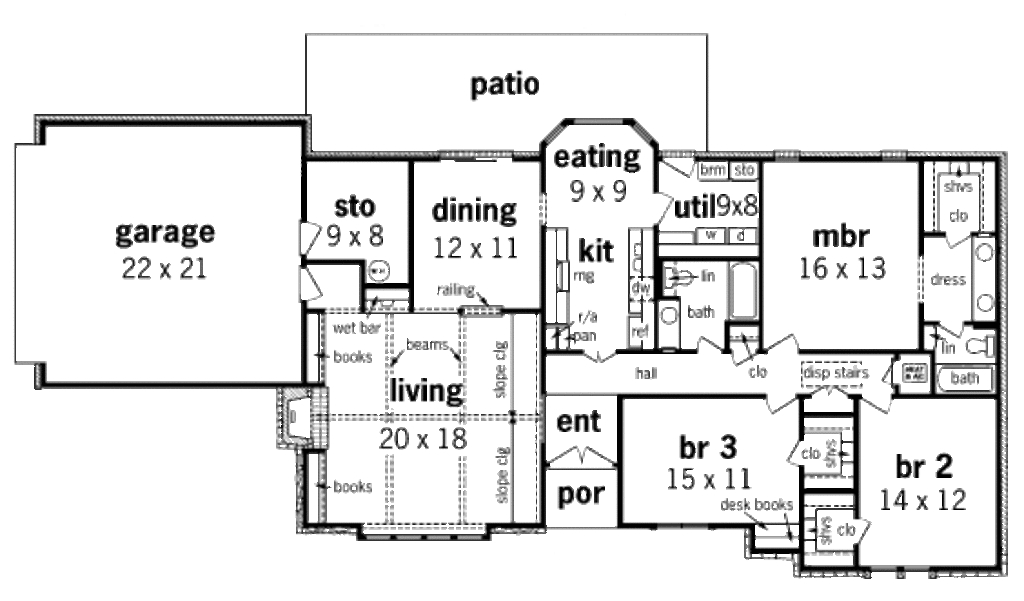 patio
eating
9 x 9
brm
sto
shvs
clo
sto
9 x 8
dining
12 x 11
util 9x8
w
d
garage
22 x 21
kit
mbr
16 x 13
rng
dw
lin
dress
railing
wet bar
r/a
pan
ref
bath
lin
books
beams
slope clg
hall
clo
disp stairs
HEAT
& AC
bath
living
20 x 18
ent
br 3
15 x 11
clo
shvs
br 2
14 x 12
books
slope clg
por
desk books
shvs
clo